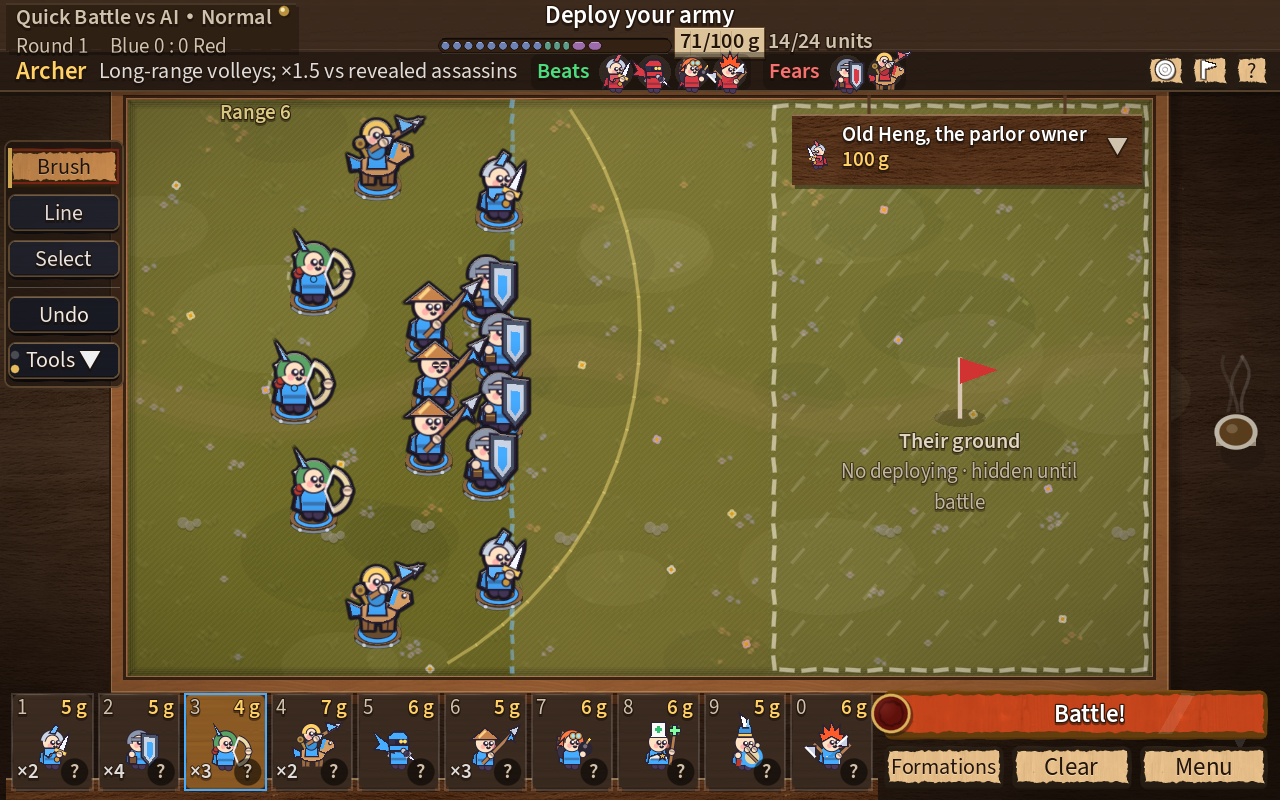 Quick Battle vs AI • Normal
Round 1 Blue 0 : 0 Red
Deploy your army
71/100 g 14/24 units
Archer Long-range volleys; ×1.5 vs revealed assassins Beats Fears ?
Range 6
Old Heng, the parlor owner
100 g
Brush
Line
Select
Undo
Tools
Their ground
No deploying · hidden until
battle
1 5 g ×2 ?
2 5 g ×4 ?
3 4 g ×3 ?
4 7 g ×2 ?
5 6 g ?
6 5 g ×3 ?
7 6 g ?
8 6 g ?
9 5 g ?
0 6 g ?
Battle!
Formations Clear Menu